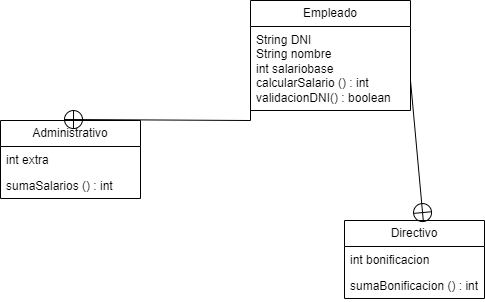 Empleado
String DNI
String nombre
int salariobase
calcularSalario () : int
validacionDNI() : boolean
Administrativo
int extra
sumaSalarios () : int
Directivo
int bonificacion
sumaBonificacion () : int